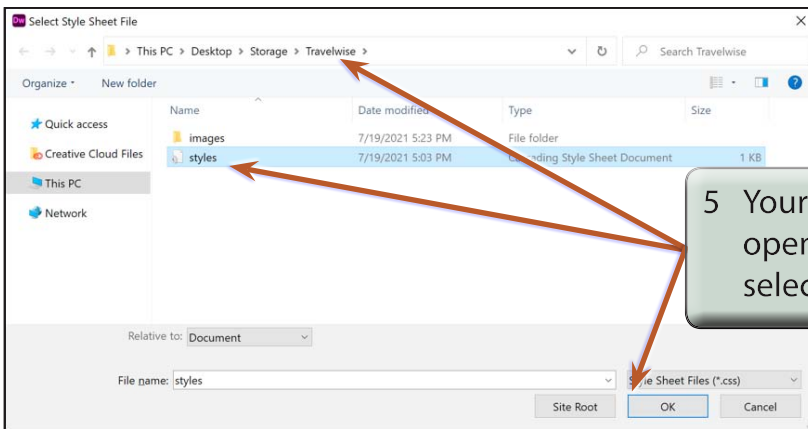 Dw Select Style Sheet File
This PC > Desktop > Storage > Travelwise >
Search Travelwise
Organize
New folder
?
Name
Date modified
Type
Size
Quick access
Creative Cloud Files
This PC
Network
images
7/19/2021 5:23 PM
File folder
styles
7/19/2021 5:03 PM
Style Sheet Document
1 KB
5 Your
Relative to: Document
File name: styles
Sheet Files (*.css)
Site Root
OK
Cancel